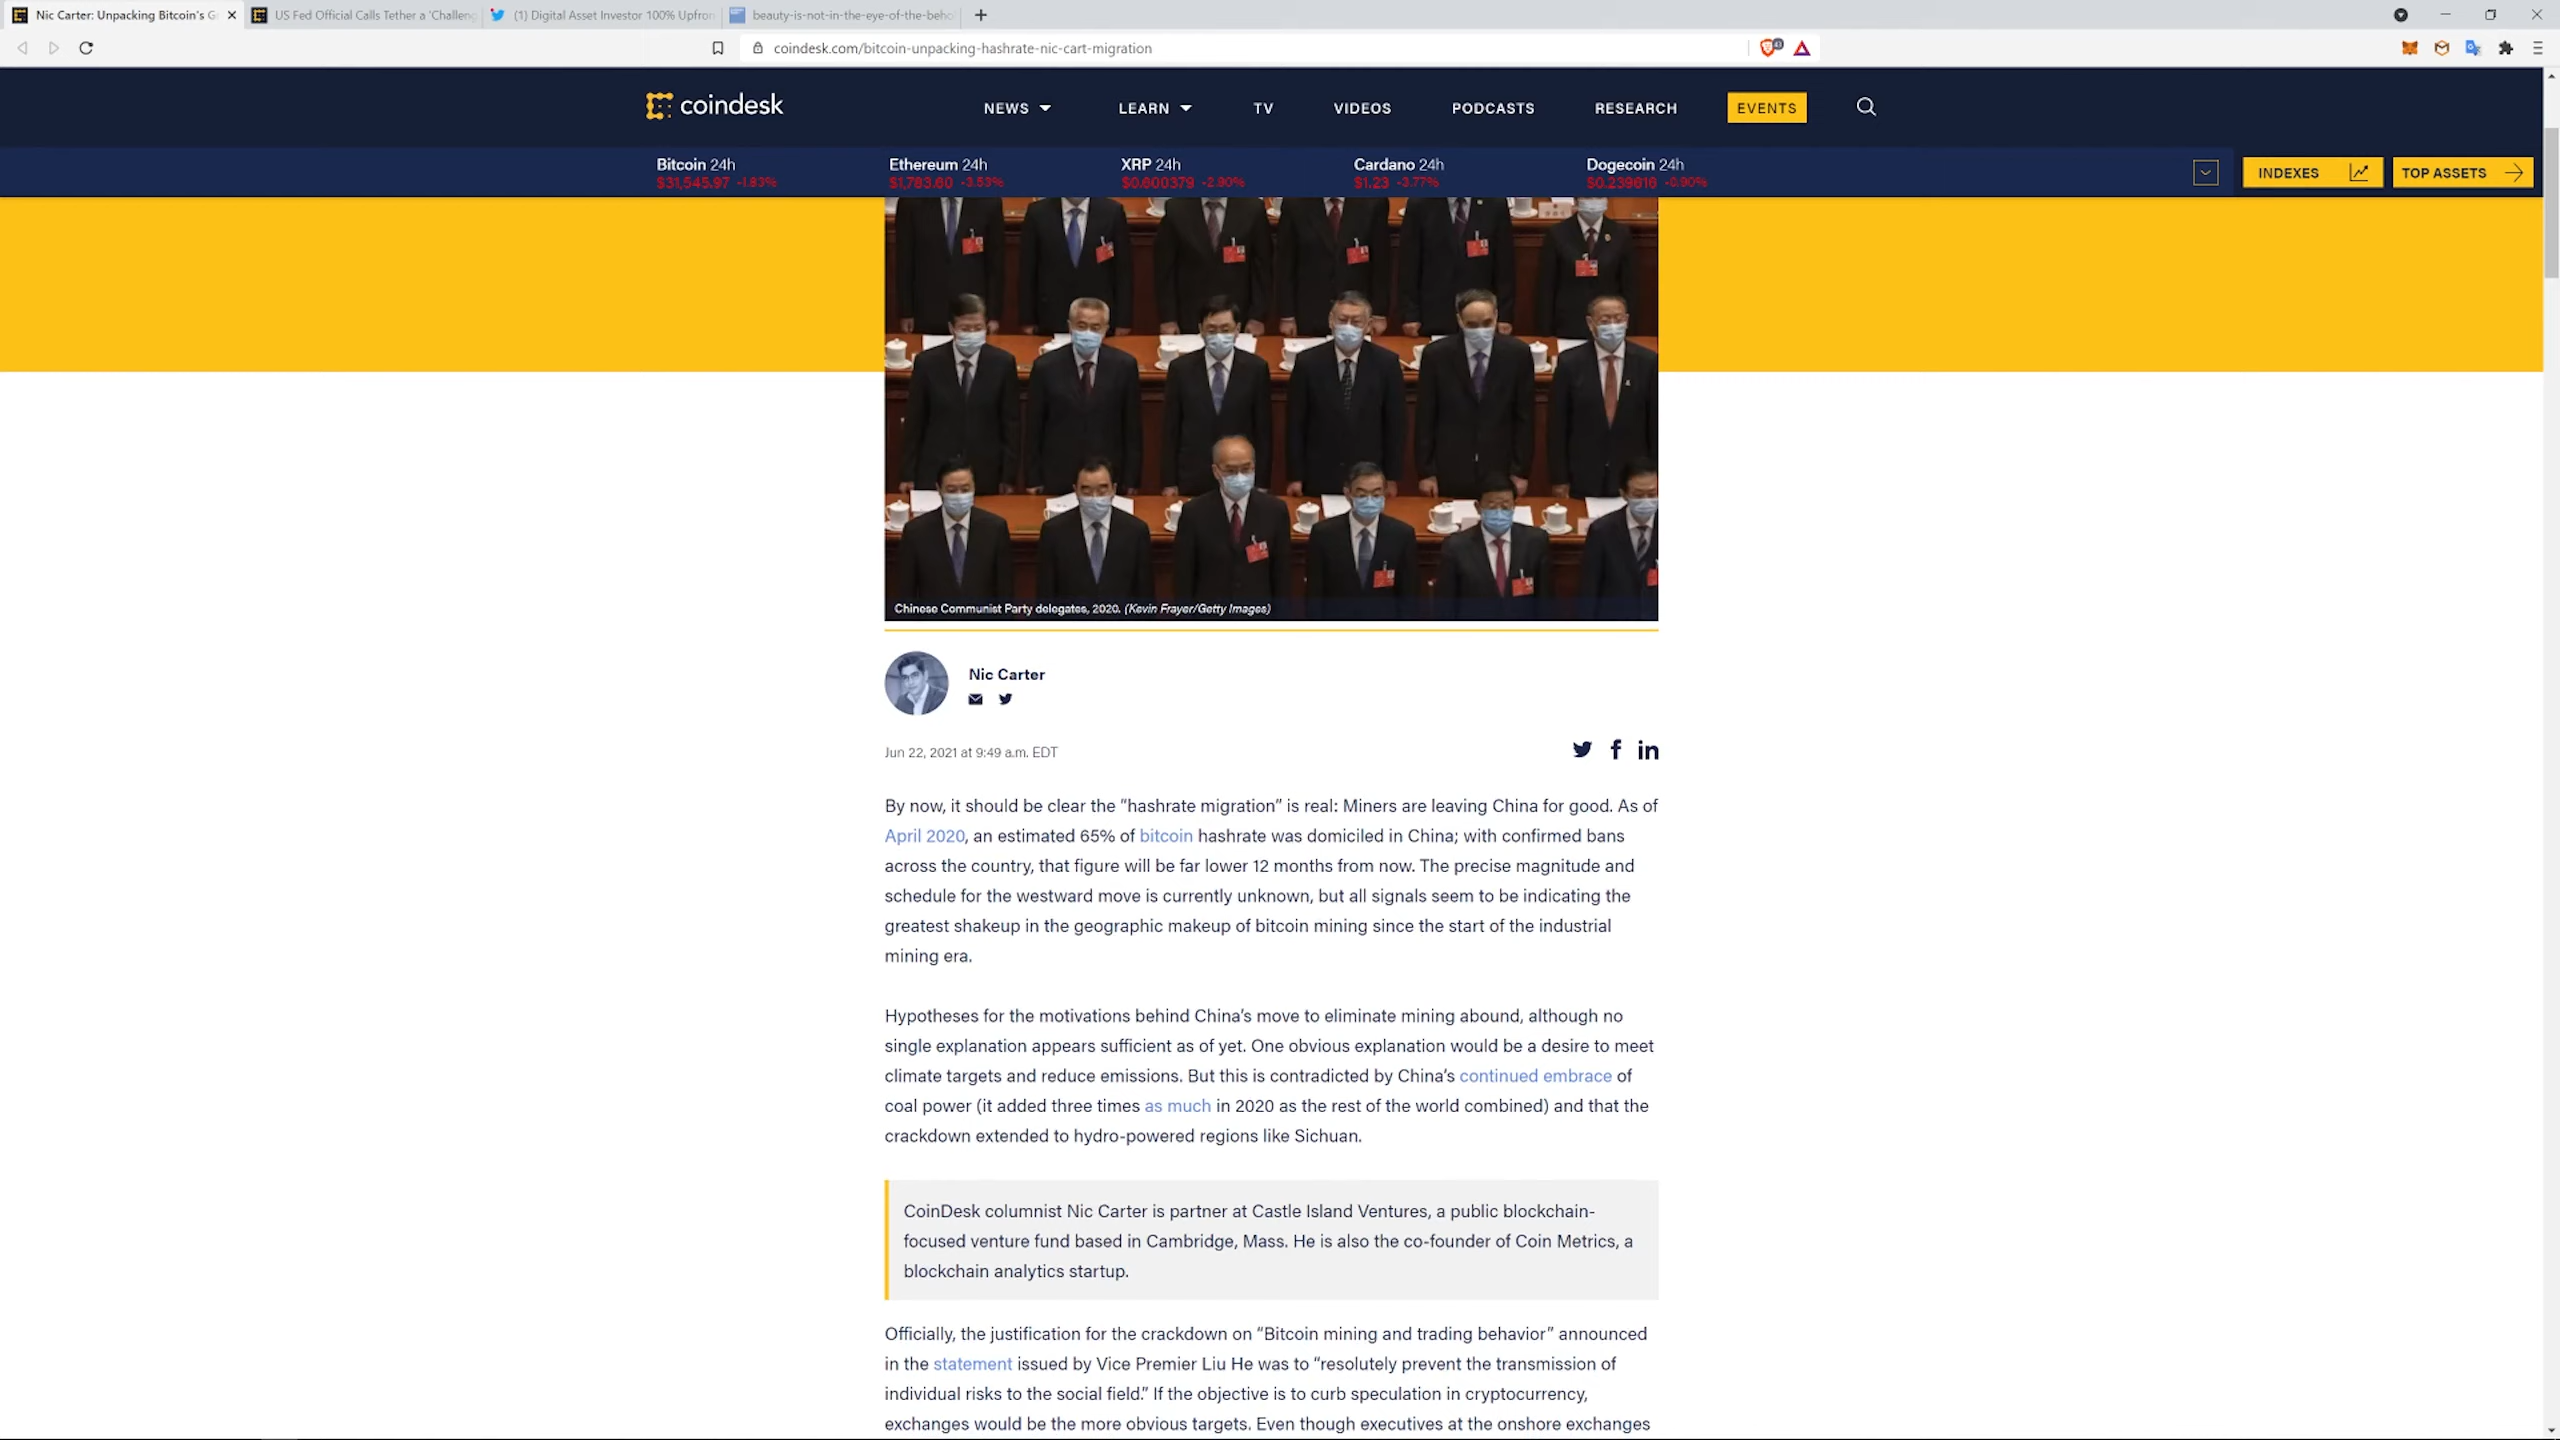 Nic Carter: Unpacking Bitcoin's G
US Fed Official Calls Tether a 'Challeng
(1) Digital Asset Investor 100% Upfron
beauty-is-not-in-the-eye-of-the-beho
coindesk.com/bitcoin-unpacking-hashrate-nic-cart-migration
coindesk
NEWS
LEARN
TV
VIDEOS
PODCASTS
RESEARCH
EVENTS
Bitcoin 24h
$31,545.97 -1.83%
Ethereum 24h
$1,783.60 -3.53%
XRP 24h
$0.600379 -2.90%
Cardano 24h
$1.23 -3.77%
Dogecoin 24h
$0.239616 -0.90%
INDEXES
TOP ASSETS
Chinese Communist Party delegates, 2020. (Kevin Frayer/Getty Images)
Nic Carter
Jun 22, 2021 at 9:49 a.m. EDT
By now, it should be clear the “hashrate migration” is real: Miners are leaving China for good. As of
April 2020, an estimated 65% of bitcoin hashrate was domiciled in China; with confirmed bans
across the country, that figure will be far lower 12 months from now. The precise magnitude and
schedule for the westward move is currently unknown, but all signals seem to be indicating the
greatest shakeup in the geographic makeup of bitcoin mining since the start of the industrial
mining era.
Hypotheses for the motivations behind China’s move to eliminate mining abound, although no
single explanation appears sufficient as of yet. One obvious explanation would be a desire to meet
climate targets and reduce emissions. But this is contradicted by China’s continued embrace of
coal power (it added three times as much in 2020 as the rest of the world combined) and that the
crackdown extended to hydro-powered regions like Sichuan.
CoinDesk columnist Nic Carter is partner at Castle Island Ventures, a public blockchain-
focused venture fund based in Cambridge, Mass. He is also the co-founder of Coin Metrics, a
blockchain analytics startup.
Officially, the justification for the crackdown on “Bitcoin mining and trading behavior” announced
in the statement issued by Vice Premier Liu He was to “resolutely prevent the transmission of
individual risks to the social field.” If the objective is to curb speculation in cryptocurrency,
exchanges would be the more obvious targets. Even though executives at the onshore exchanges